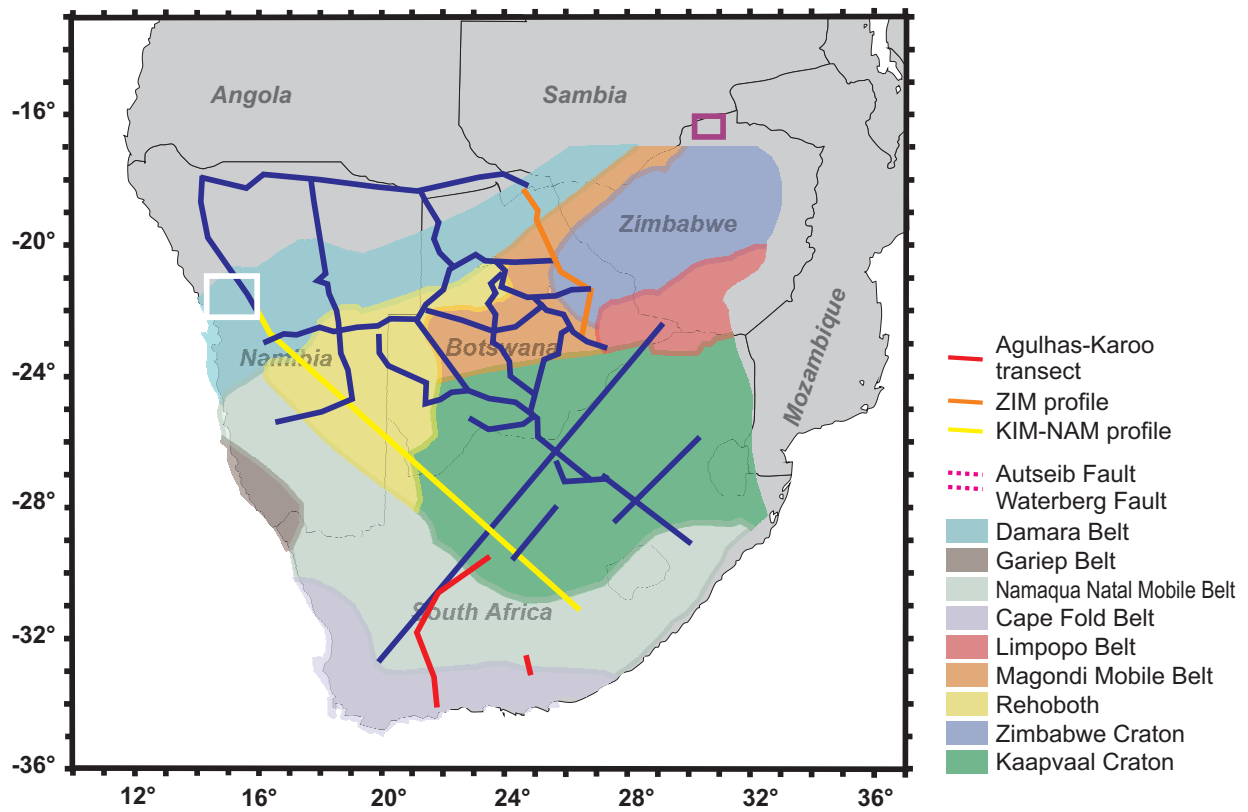 Angola
Sambia
Zimbabwe
Namibia
Botswana
Mozambique
South Africa
-16°
-20°
-24°
-28°
-32°
-36°
12°
16°
20°
24°
28°
32°
36°
Agulhas-Karoo
transect
ZIM profile
KIM-NAM profile
Autseib Fault
Waterberg Fault
Damara Belt
Gariep Belt
Namaqua Natal Mobile Belt
Cape Fold Belt
Limpopo Belt
Magondi Mobile Belt
Rehoboth
Zimbabwe Craton
Kaapvaal Craton